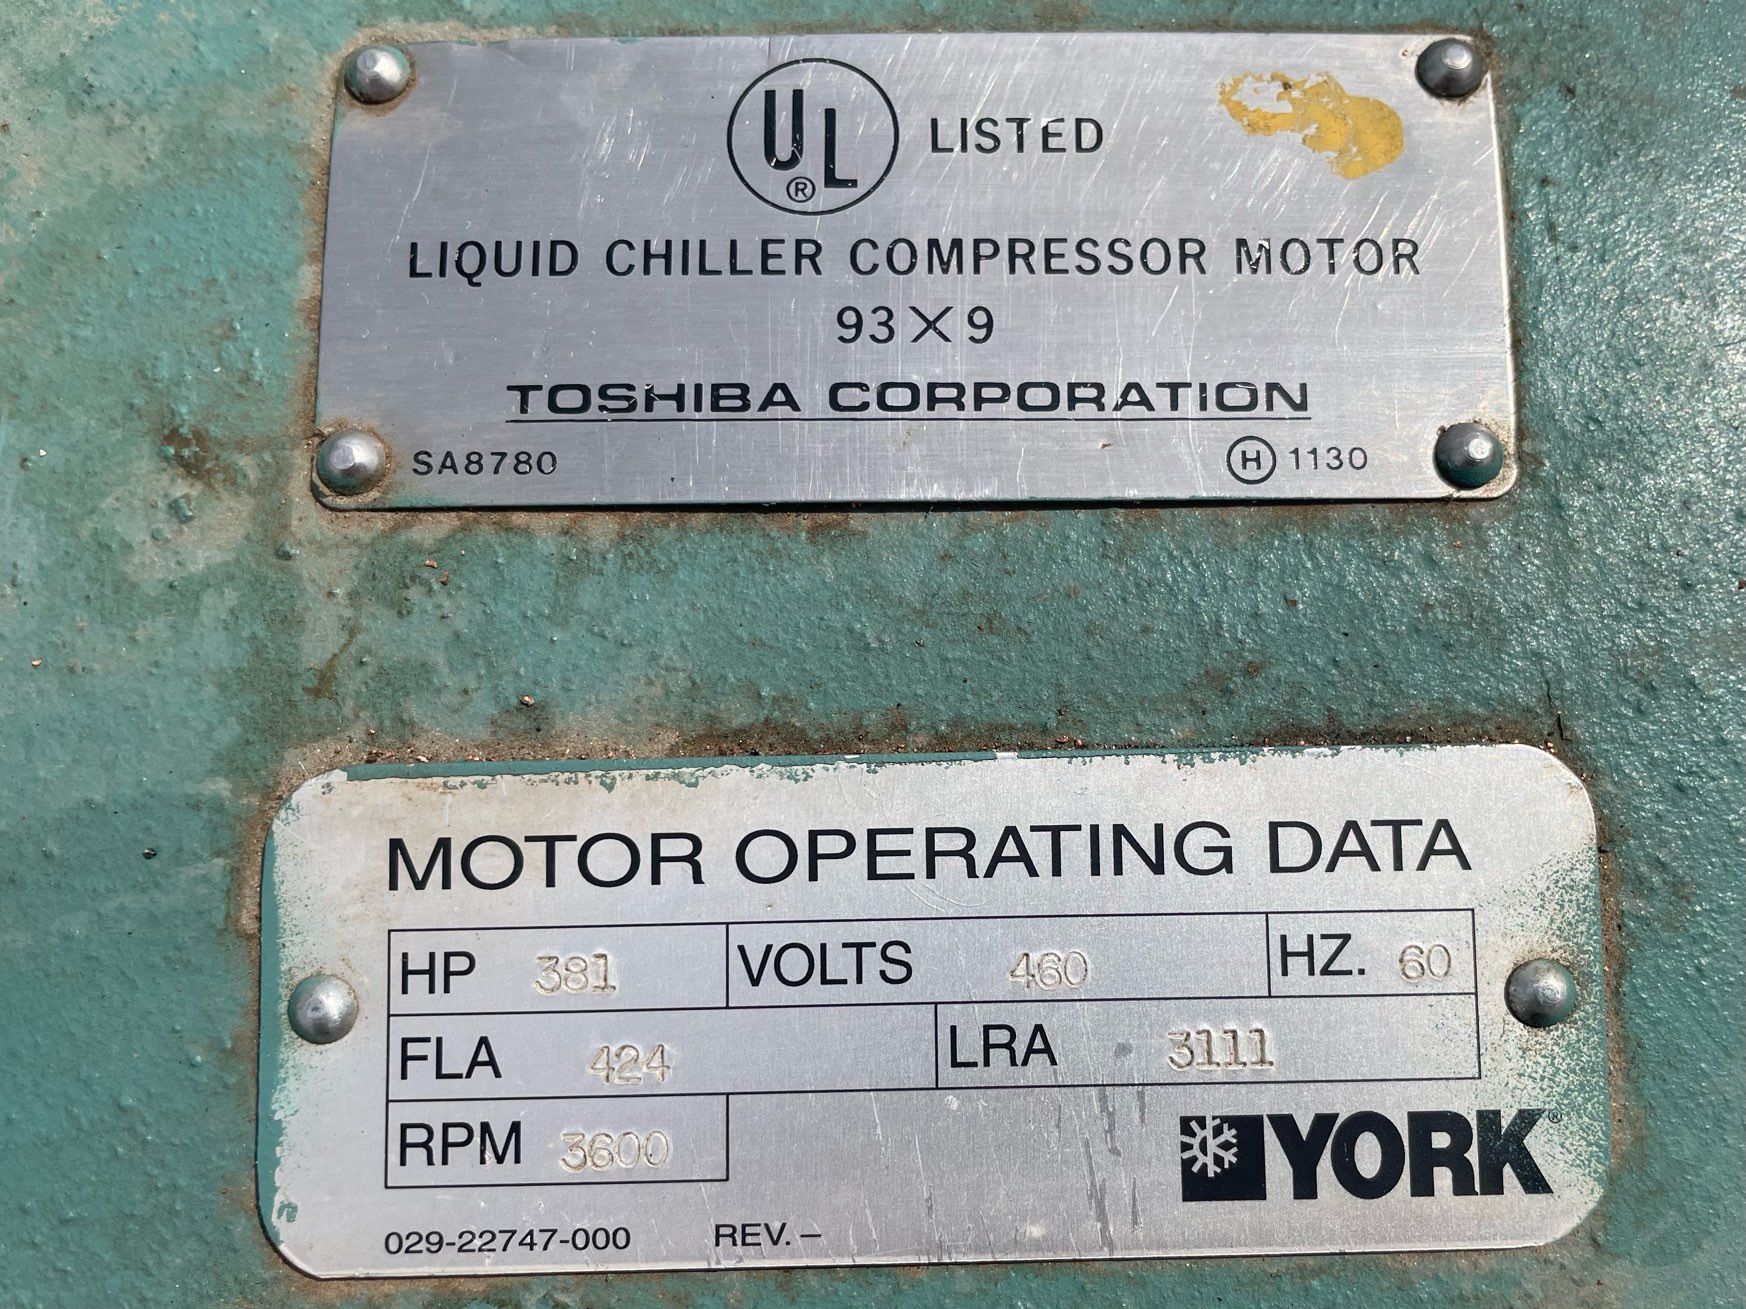 UL® LISTED
LIQUID CHILLER COMPRESSOR MOTOR
93X9
TOSHIBA CORPORATION
SA8780 Ⓗ 1130
MOTOR OPERATING DATA
HP 381 VOLTS 460 HZ. 60
FLA 424 LRA 3111
RPM 3600
YORK®
029-22747-000 REV. –